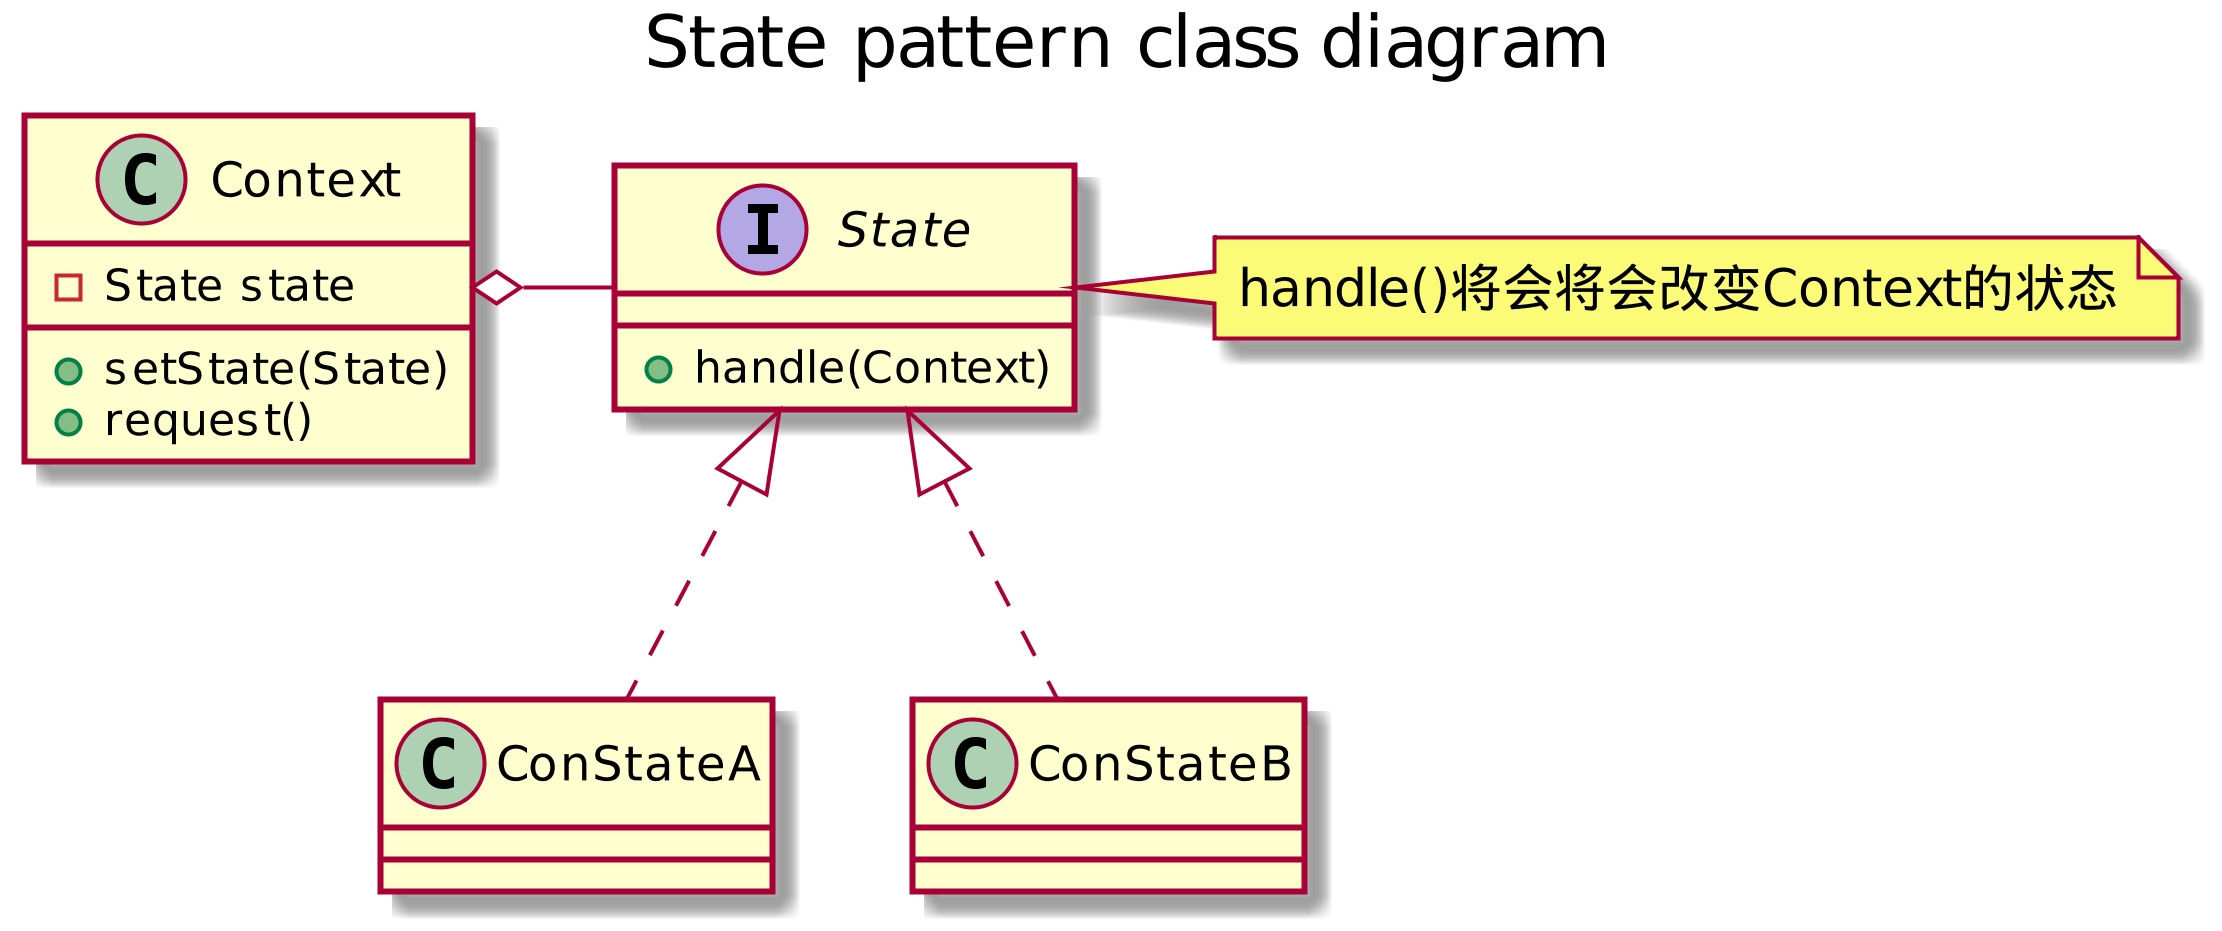 State pattern class diagram
C Context
State state
setState(State)
request()
I State
handle(Context)
handle()将会将会改变Context的状态
C ConStateA
C ConStateB